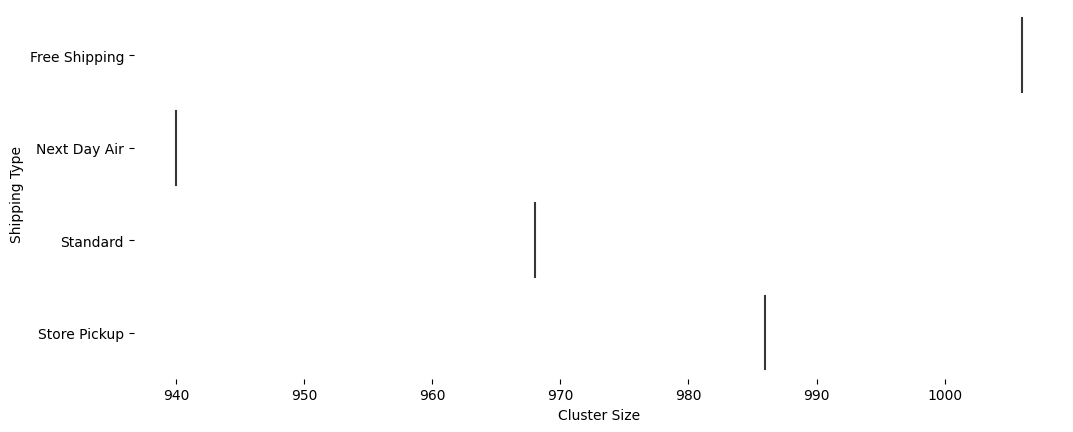 Free Shipping
Next Day Air
Standard
Store Pickup
Shipping Type
940 950 960 970 980 990 1000
Cluster Size